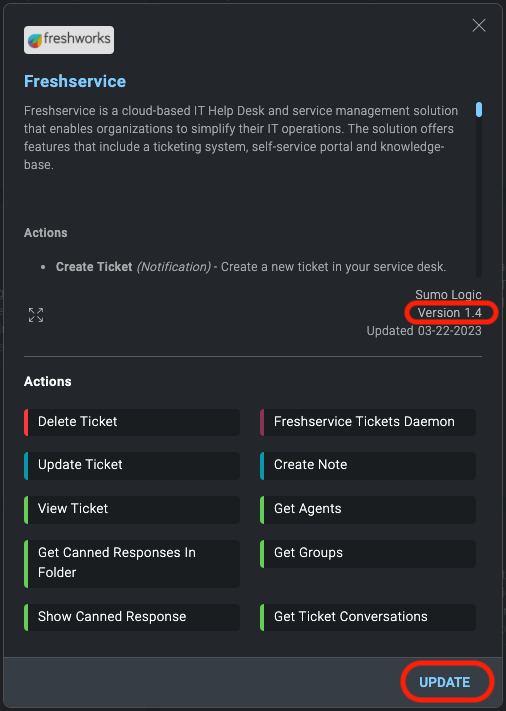 freshworks
Freshservice
Freshservice is a cloud-based IT Help Desk and service management solution
that enables organizations to simplify their IT operations. The solution offers
features that include a ticketing system, self-service portal and knowledge-
base.
Actions
• Create Ticket (Notification) - Create a new ticket in your service desk.
Sumo Logic
Version 1.4
Updated 03-22-2023
Actions
Delete Ticket
Freshservice Tickets Daemon
Update Ticket
Create Note
View Ticket
Get Agents
Get Canned Responses In
Folder
Get Groups
Show Canned Response
Get Ticket Conversations
UPDATE